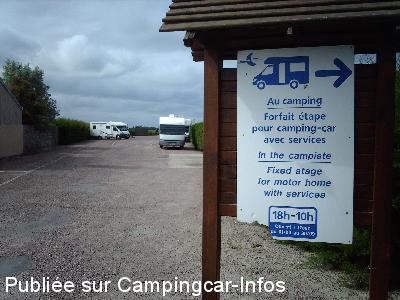 Au camping
Forfait étape
pour camping-car
avec services
In the campiste
Fixed atage
for motor home
with services
18h-10h
Publiée sur Campingcar-Infos